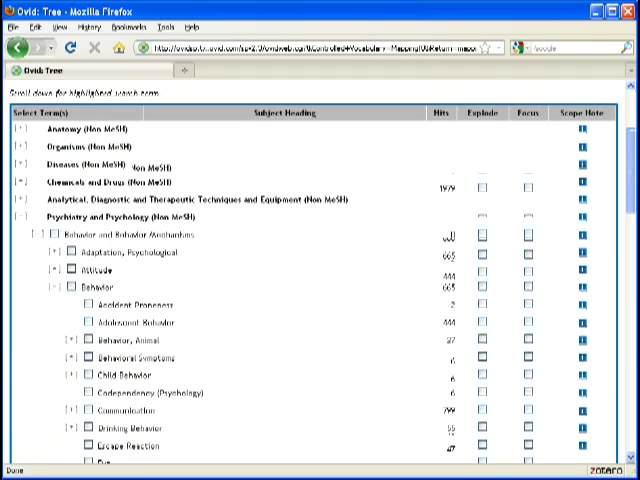 Ovid: Tree - Mozilla Firefox
File Edit View History Bookmarks Tools Help
Google
Ovid: Tree
Scroll down for highlighted search term
Select Term(s) Subject Heading Hits Explode Focus Scope Note
[+] Anatomy (Non MeSH)
[+] Organisms (Non MeSH)
[+] Diseases (Non MeSH)
[+] Chemicals and Drugs (Non MeSH) 1979
[+] Analytical, Diagnostic and Therapeutic Techniques and Equipment (Non MeSH)
[-] Psychiatry and Psychology (Non MeSH)
[-] Behavior and Behavior Mechanisms
[+] Adaptation, Psychological 665
[+] Attitude 444
[-] Behavior 665
Accident Proneness 2
Adolescent Behavior 444
[+] Behavior, Animal 27
[+] Behavioral Symptoms 6
[+] Child Behavior 6
Codependency (Psychology) 6
[+] Communication 799
[+] Drinking Behavior 55
Escape Reaction 47
Done zotero